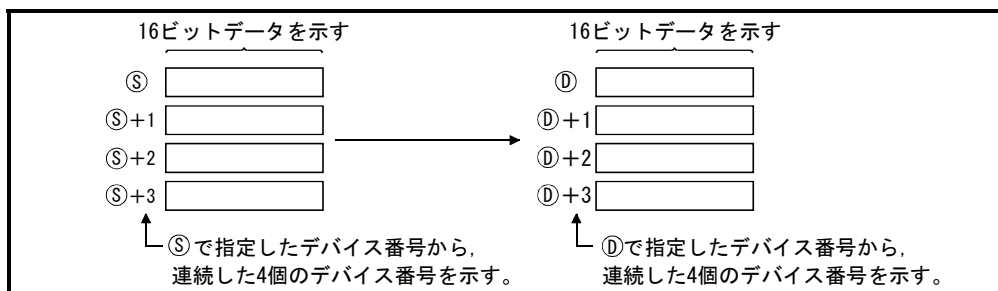 16ビットデータを示す
Ⓢ
Ⓢ+1
Ⓢ+2
Ⓢ+3
Ⓢで指定したデバイス番号から,
連続した4個のデバイス番号を示す。
16ビットデータを示す
Ⓓ
Ⓓ+1
Ⓓ+2
Ⓓ+3
Ⓓで指定したデバイス番号から,
連続した4個のデバイス番号を示す。